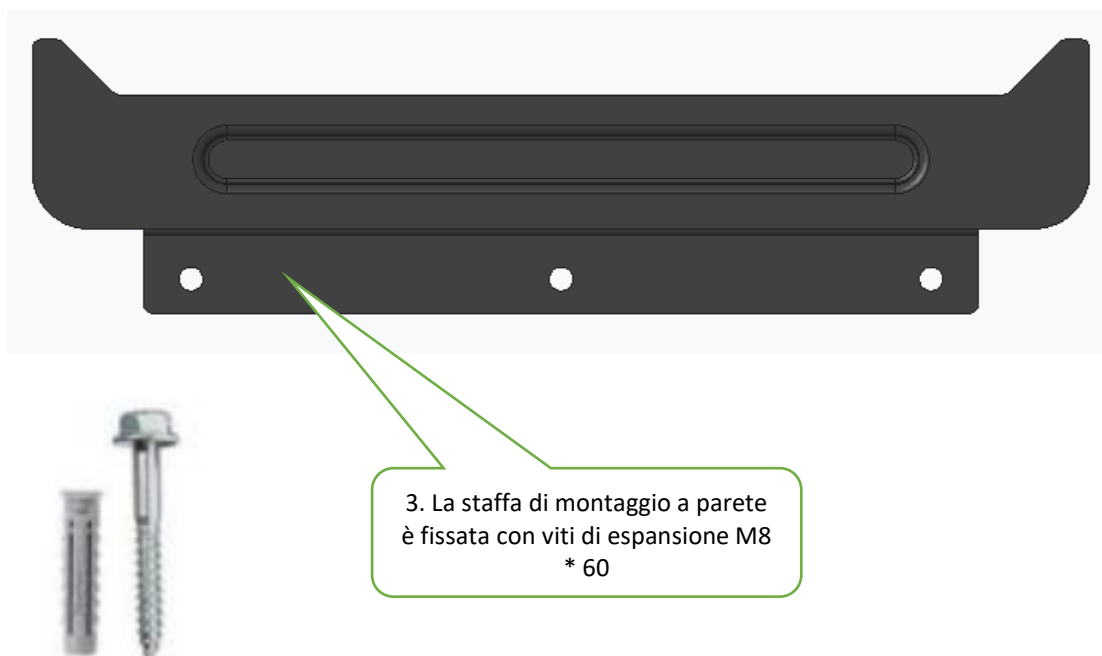 3. La staffa di montaggio a parete
è fissata con viti di espansione M8
* 60